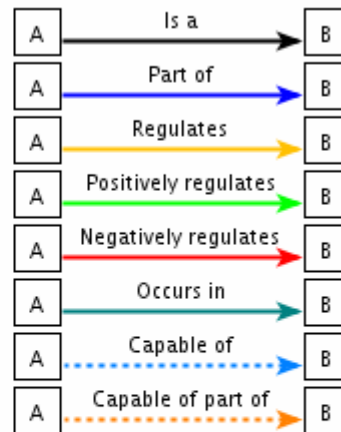 A Is a B
A Part of B
A Regulates B
A Positively regulates B
A Negatively regulates B
A Occurs in B
A Capable of B
A Capable of part of B